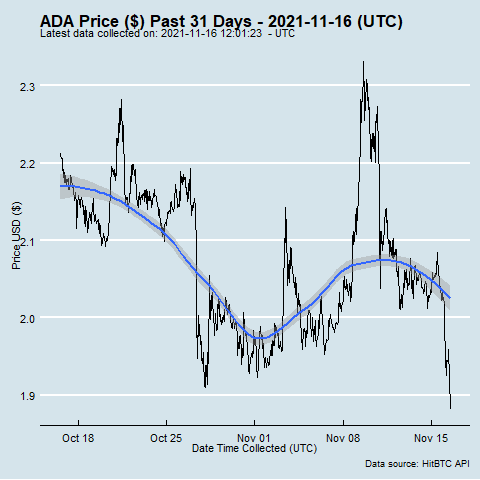 ADA Price ($) Past 31 Days - 2021-11-16 (UTC)
Latest data collected on: 2021-11-16 12:01:23 - UTC
Price USD ($)
2.3
2.2
2.1
2.0
1.9
Oct 18 Oct 25 Nov 01 Nov 08 Nov 15
Date Time Collected (UTC)
Data source: HitBTC API